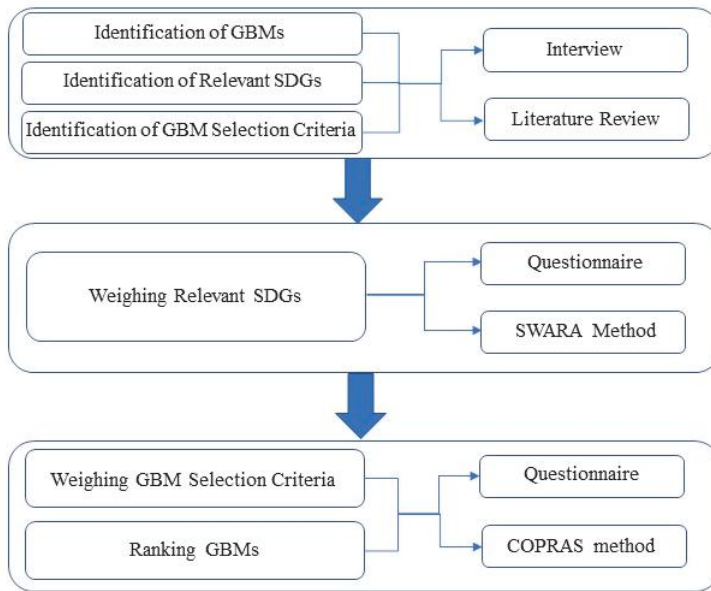 Identification of GBMs
Identification of Relevant SDGs
Identification of GBM Selection Criteria
Interview
Literature Review
Weighing Relevant SDGs
Questionnaire
SWARA Method
Weighing GBM Selection Criteria
Ranking GBMs
Questionnaire
COPRAS method